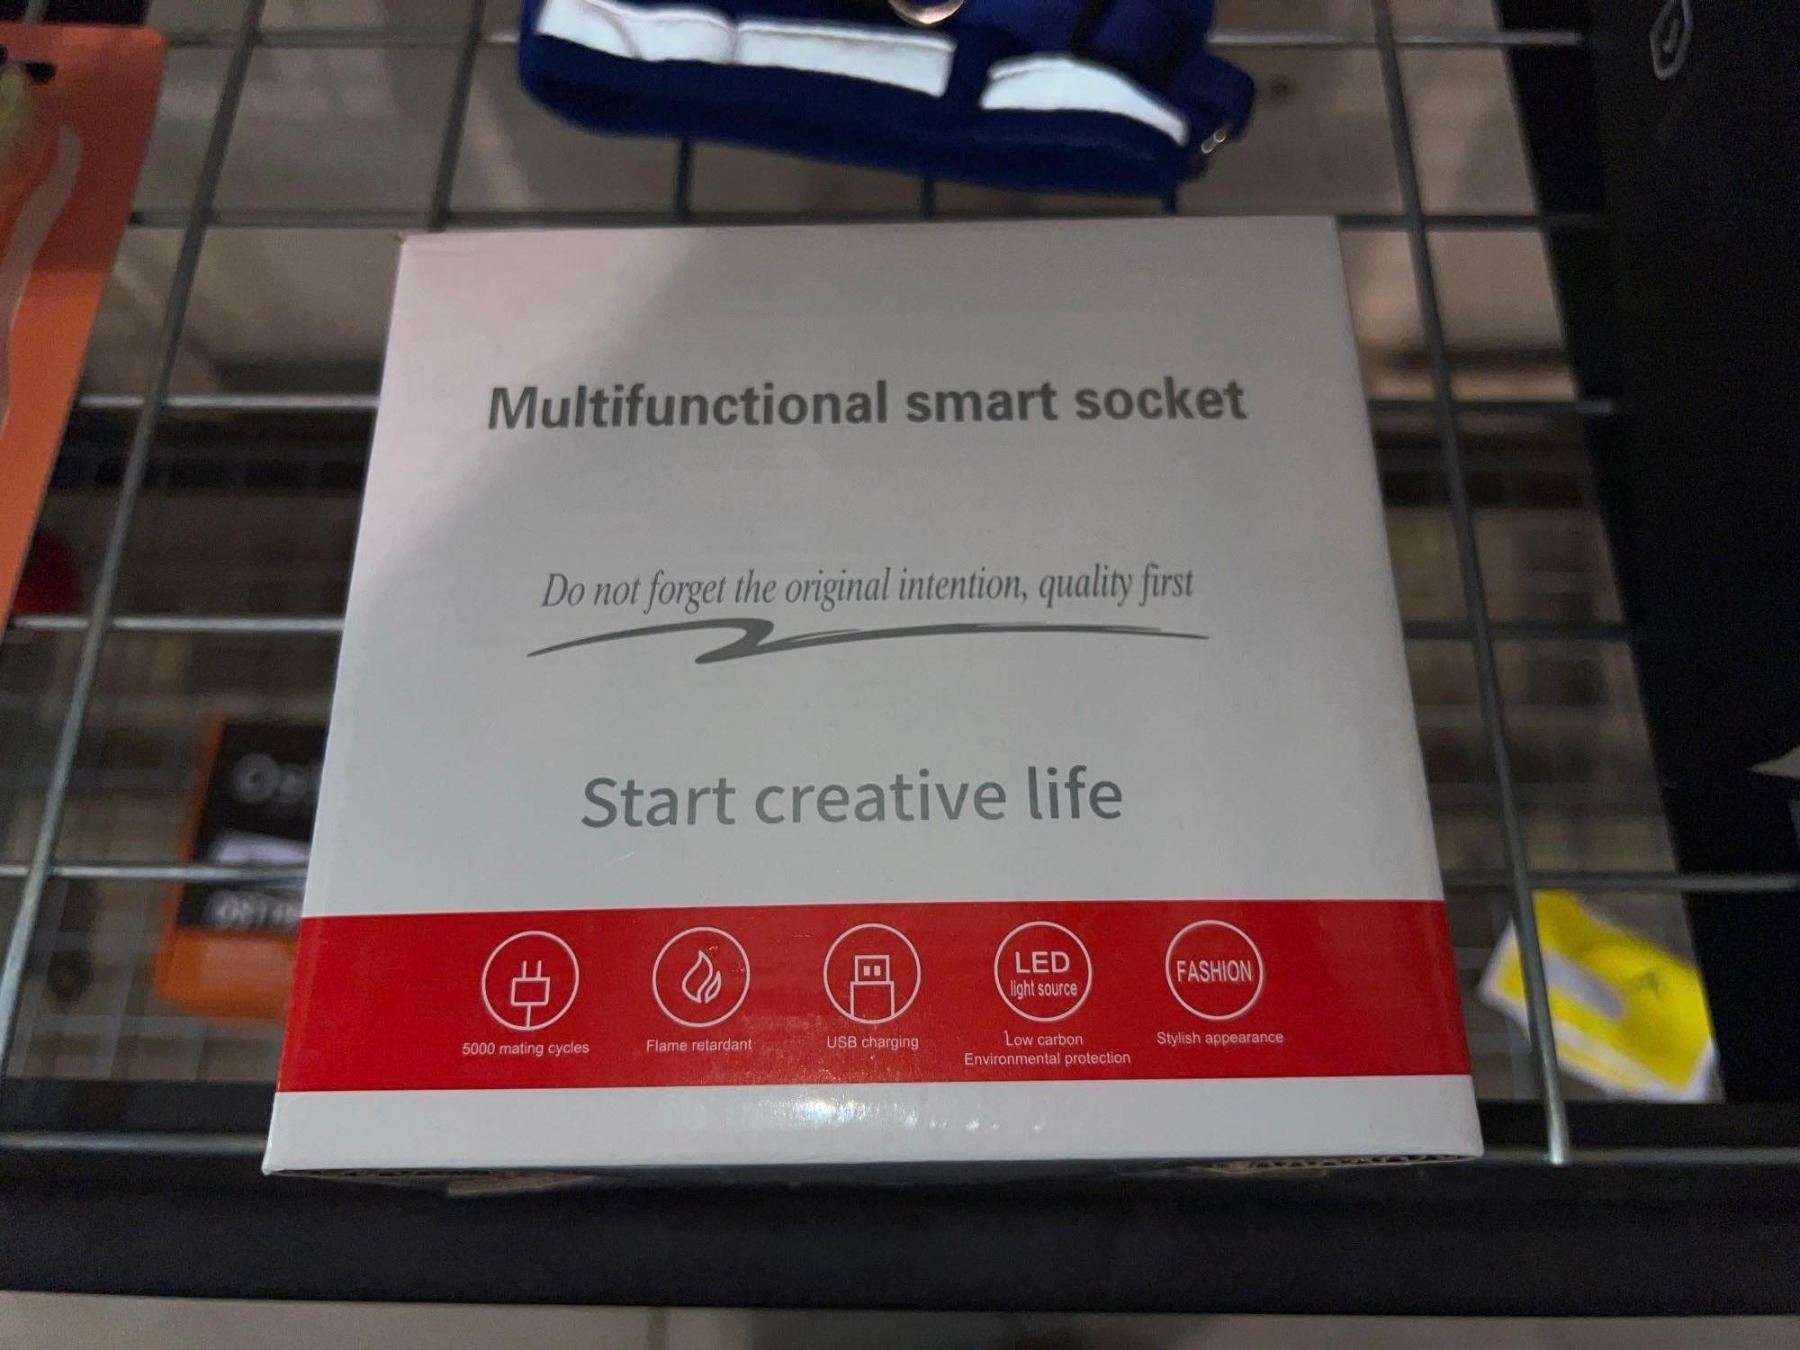 Multifunctional smart socket
Do not forget the original intention, quality first
Start creative life
LED
light source
FASHION
5000 mating cycles
Flame retardant
USB charging
Low carbon
Environmental protection
Stylish appearance